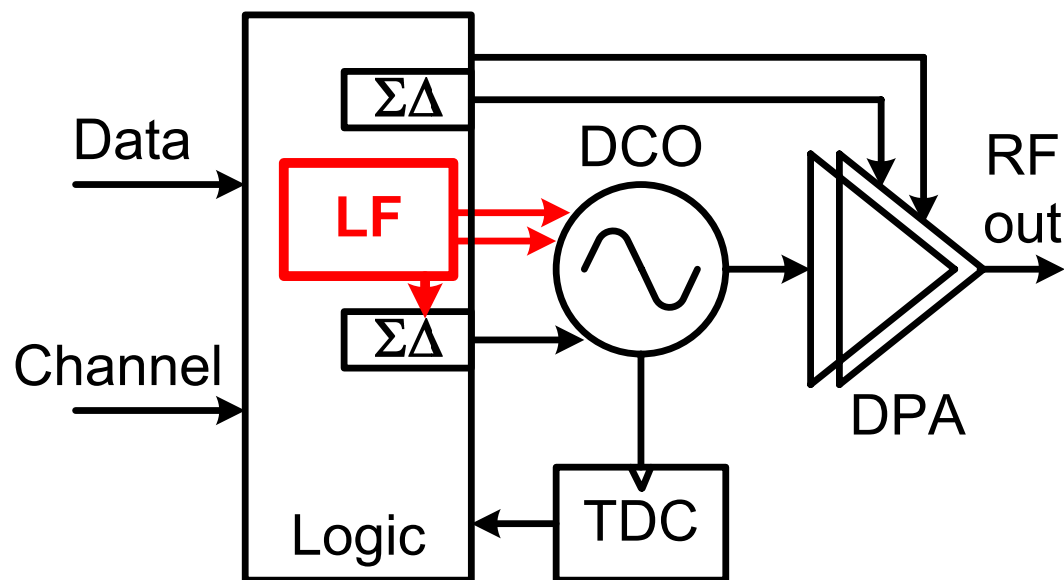 ΣΔ
Data
DCO
RF
out
LF
ΣΔ
Channel
DPA
TDC
Logic